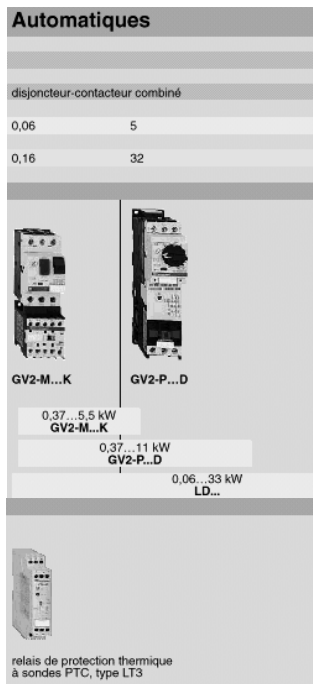 Automatiques
disjoncteur-contacteur combiné
0,06 5
0,16 32
GV2-M...K GV2-P...D
0,37...5,5 kW
GV2-M...K
0,37...11 kW
GV2-P...D
0,06...33 kW
LD...
relais de protection thermique
à sondes PTC, type LT3